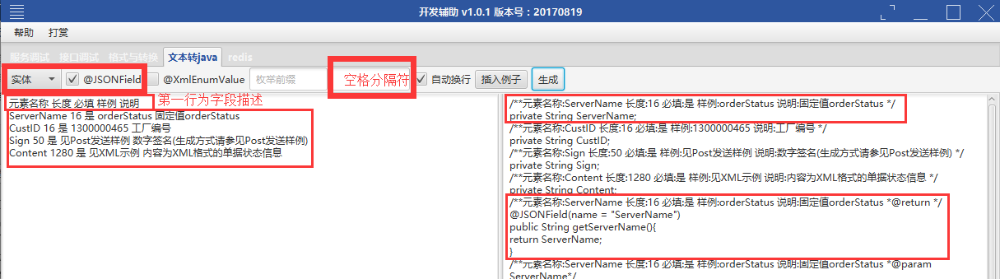 开发辅助 v1.0.1 版本号：20170819
帮助 打赏
服务调试 接口调试 格式与转换 文本转java redis
实体 @JSONField @XmlEnumValue 枚举前缀 空格分隔符 自动换行 插入例子 生成
元素名称 长度 必填 样例 说明 第一行为字段描述
ServerName 16 是 orderStatus 固定值orderStatus
CustID 16 是 1300000465 工厂编号
Sign 50 是 见Post发送样例 数字签名(生成方式请参见Post发送样例)
Content 1280 是 见XML示例 内容为XML格式的单据状态信息
/**元素名称:ServerName 长度:16 必填:是 样例:orderStatus 说明:固定值orderStatus */
private String ServerName;
/**元素名称:CustID 长度:16 必填:是 样例:1300000465 说明:工厂编号 */
private String CustID;
/**元素名称:Sign 长度:50 必填:是 样例:见Post发送样例 说明:数字签名(生成方式请参见Post发送样例) */
private String Sign;
/**元素名称:Content 长度:1280 必填:是 样例:见XML示例 说明:内容为XML格式的单据状态信息 */
private String Content;
/**元素名称:ServerName 长度:16 必填:是 样例:orderStatus 说明:固定值orderStatus *@return */
@JSONField(name = "ServerName")
public String getServerName(){
return ServerName;
}
/**元素名称:ServerName 长度:16 必填:是 样例:orderStatus 说明:固定值orderStatus *@param
ServerName*/